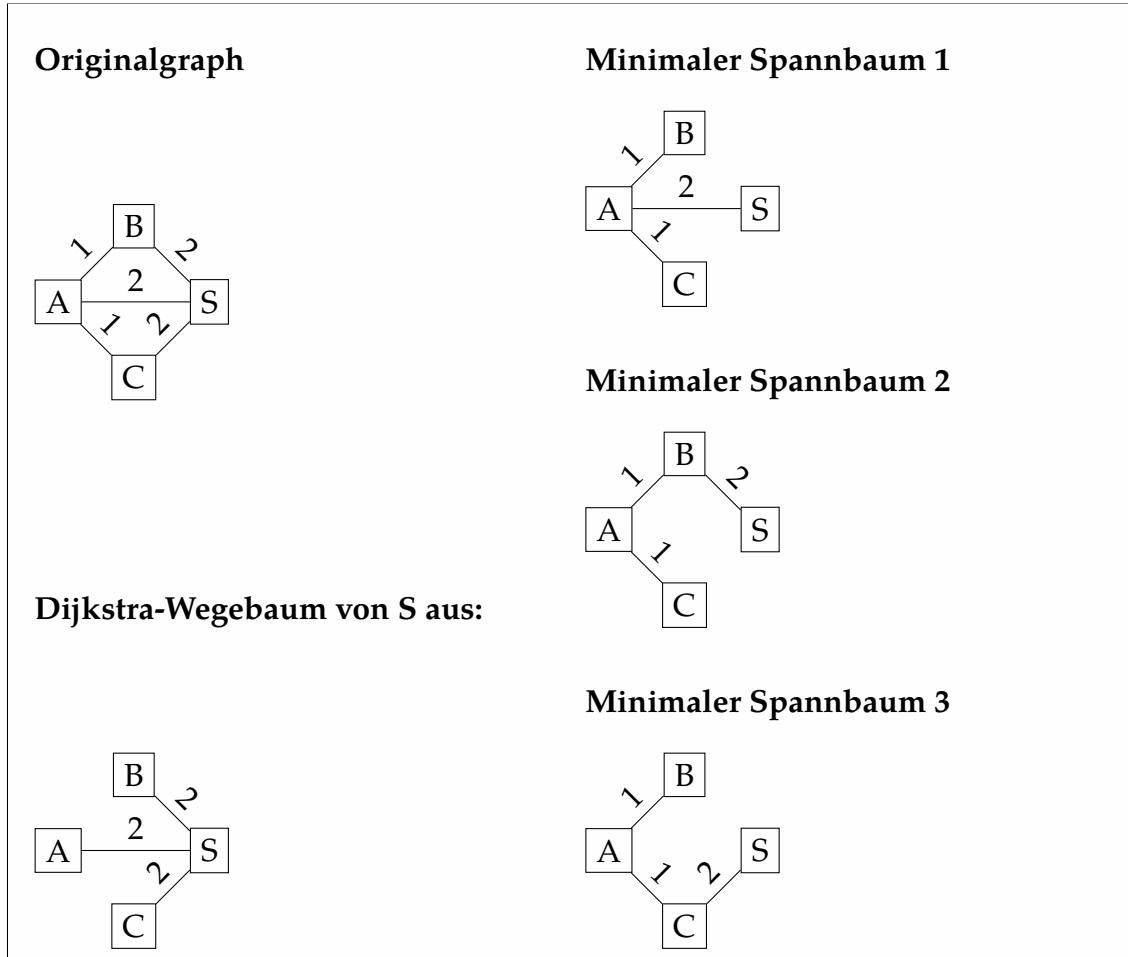 Originalgraph
B
1
2
2
A
S
1
2
C
Dijkstra-Wegebaum von S aus:
B
2
2
A
S
2
C
Minimaler Spannbaum 1
B
1
2
A
S
1
C
Minimaler Spannbaum 2
B
1
2
A
S
1
C
Minimaler Spannbaum 3
B
1
A
S
1
2
C